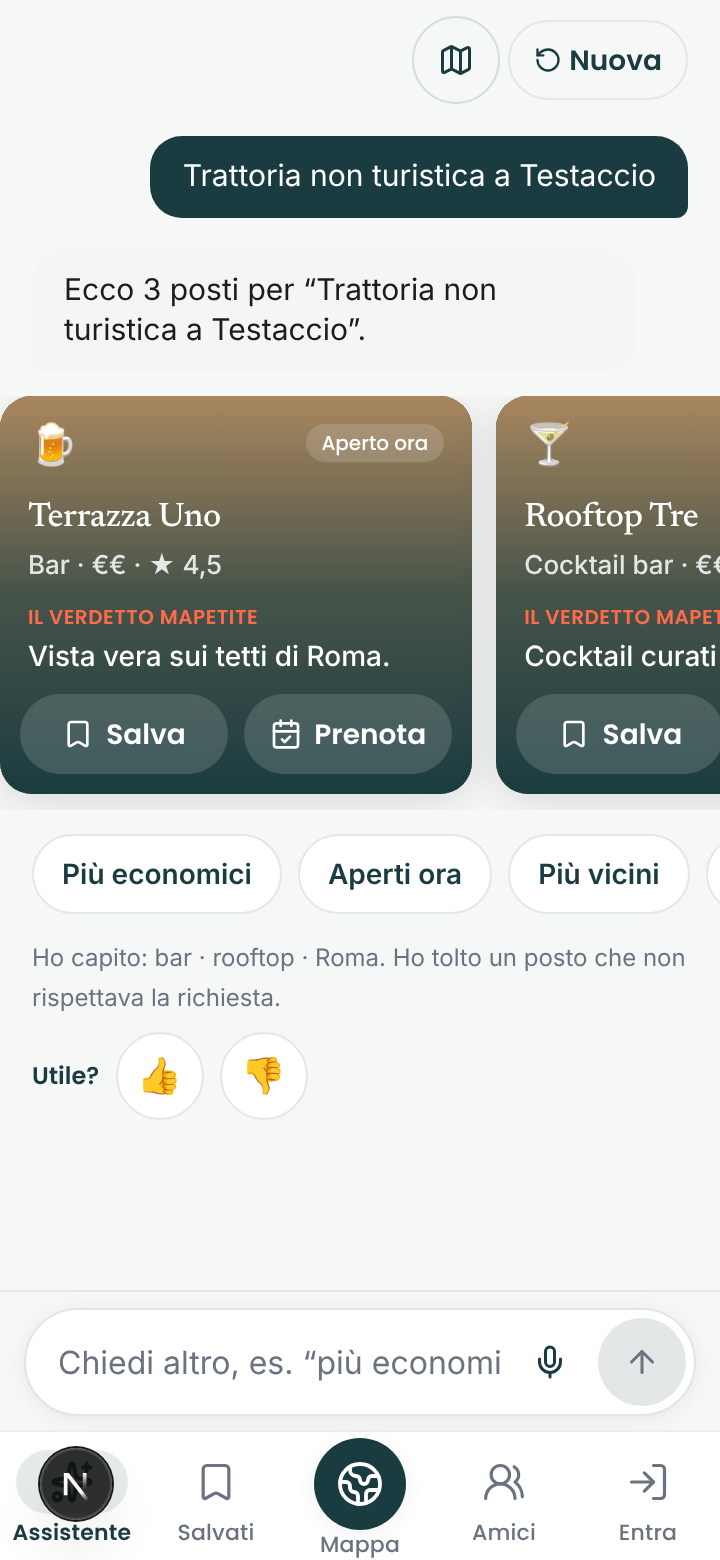 Nuova
Trattoria non turistica a Testaccio
Ecco 3 posti per “Trattoria non
turistica a Testaccio”.
Aperto ora
Terrazza Uno
Bar · €€ · ★ 4,5
IL VERDETTO MAPETITE
Vista vera sui tetti di Roma.
Salva
Prenota
Rooftop Tre
Cocktail bar · €€
IL VERDETTO MAPET
Cocktail curati
Salva
Più economici
Aperti ora
Più vicini
Ho capito: bar · rooftop · Roma. Ho tolto un posto che non
rispettava la richiesta.
Utile?
Chiedi altro, es. “più economi
N
Assistente
Salvati
Mappa
Amici
Entra